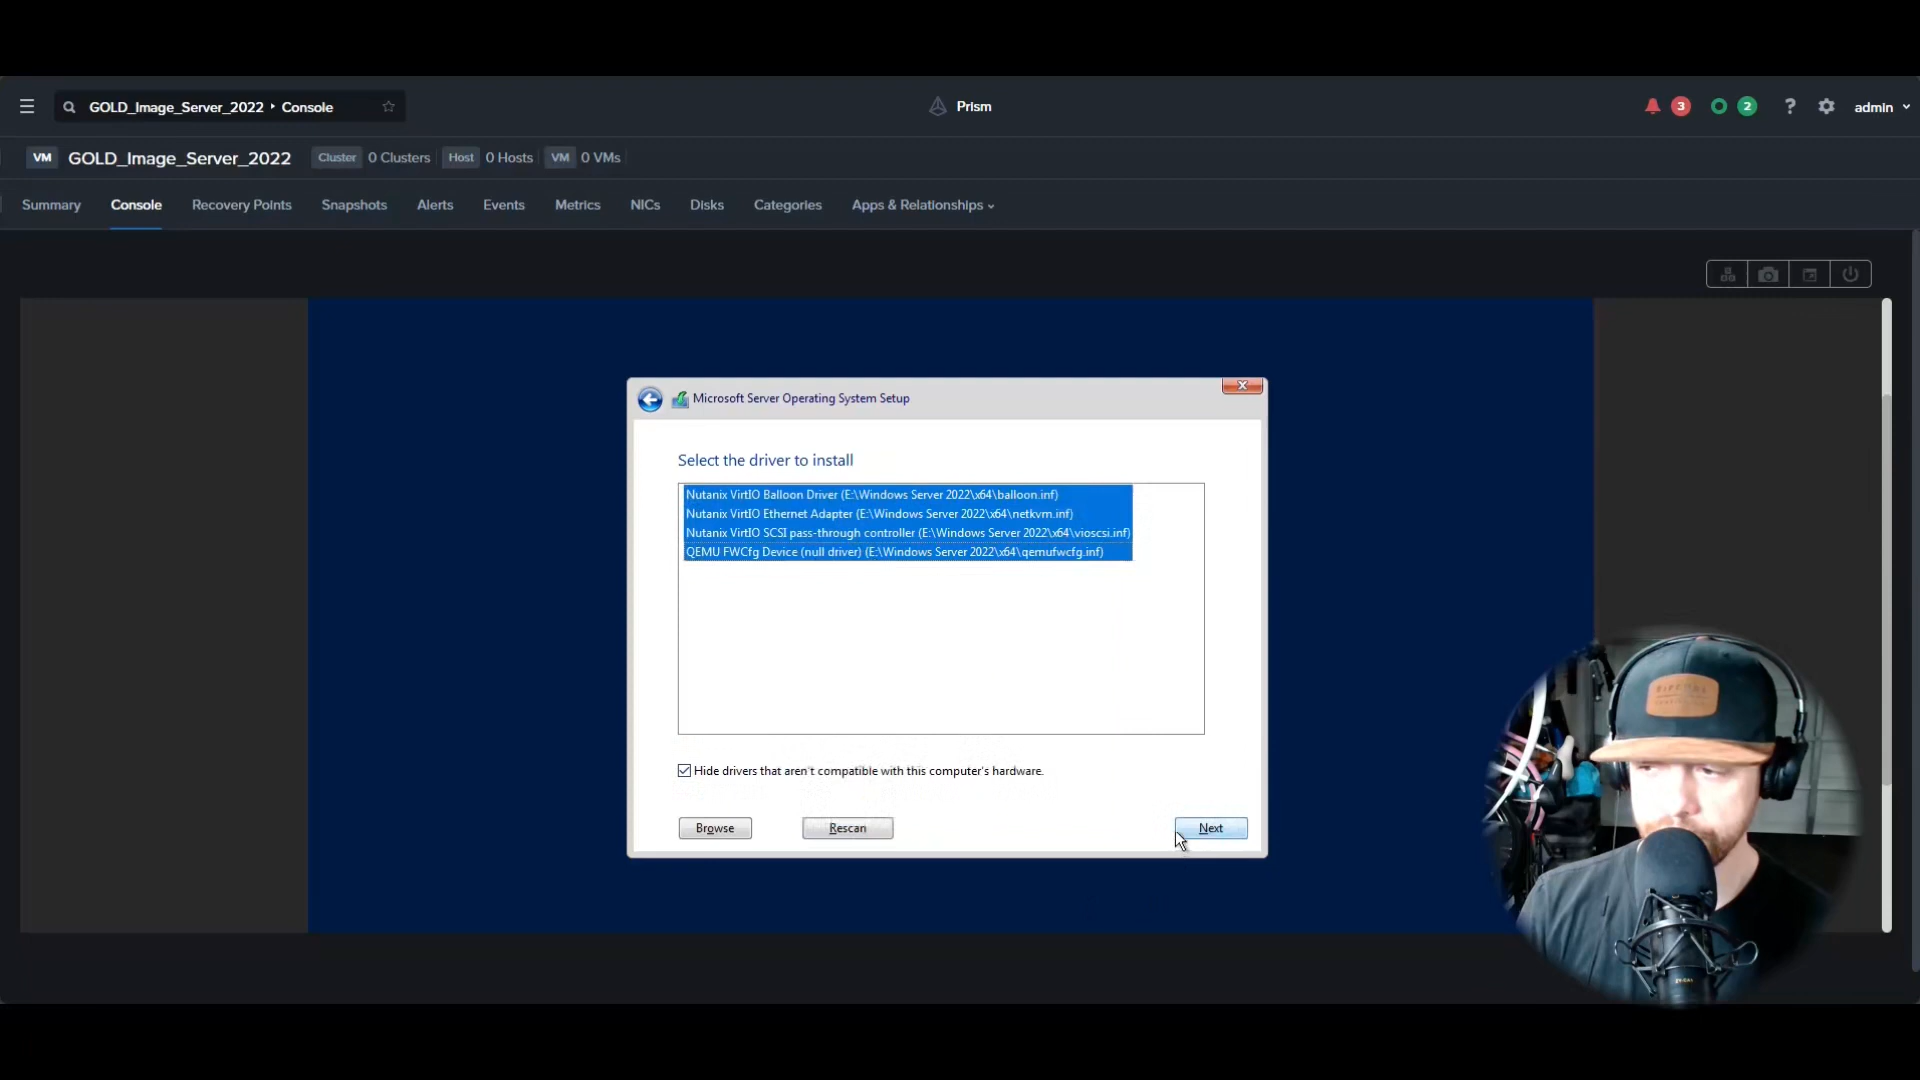 GOLD_Image_Server_2022 ‣ Console
Prism
3
2
?
admin
VM
GOLD_Image_Server_2022
Cluster
0 Clusters
Host
0 Hosts
VM
0 VMs
Summary
Console
Recovery Points
Snapshots
Alerts
Events
Metrics
NICs
Disks
Categories
Apps & Relationships
Microsoft Server Operating System Setup
Select the driver to install
Nutanix VirtIO Balloon Driver (E:\Windows Server 2022\x64\balloon.inf)
Nutanix VirtIO Ethernet Adapter (E:\Windows Server 2022\x64\netkvm.inf)
Nutanix VirtIO SCSI pass-through controller (E:\Windows Server 2022\x64\vioscsi.inf)
QEMU FWCfg Device (null driver) (E:\Windows Server 2022\x64\qemufwcfg.inf)
Hide drivers that aren't compatible with this computer's hardware.
Browse
Rescan
Next